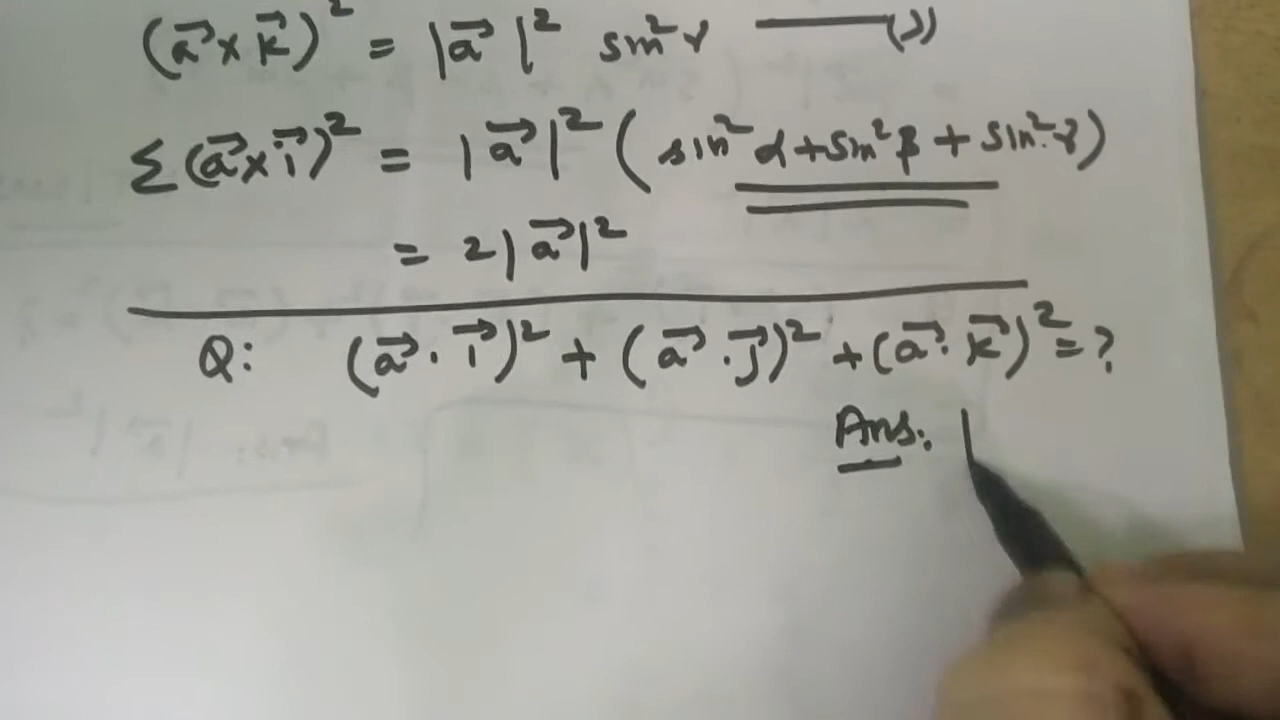 (a⃗ × k⃗)² = |a⃗|² sin²γ —— (3)
Σ(a⃗ × i⃗)² = |a⃗|² (sin²α + sin²β + sin²γ)
= 2|a⃗|²
Q: (a⃗ · i⃗)² + (a⃗ · j⃗)² + (a⃗ · k⃗)² = ?
Ans. |